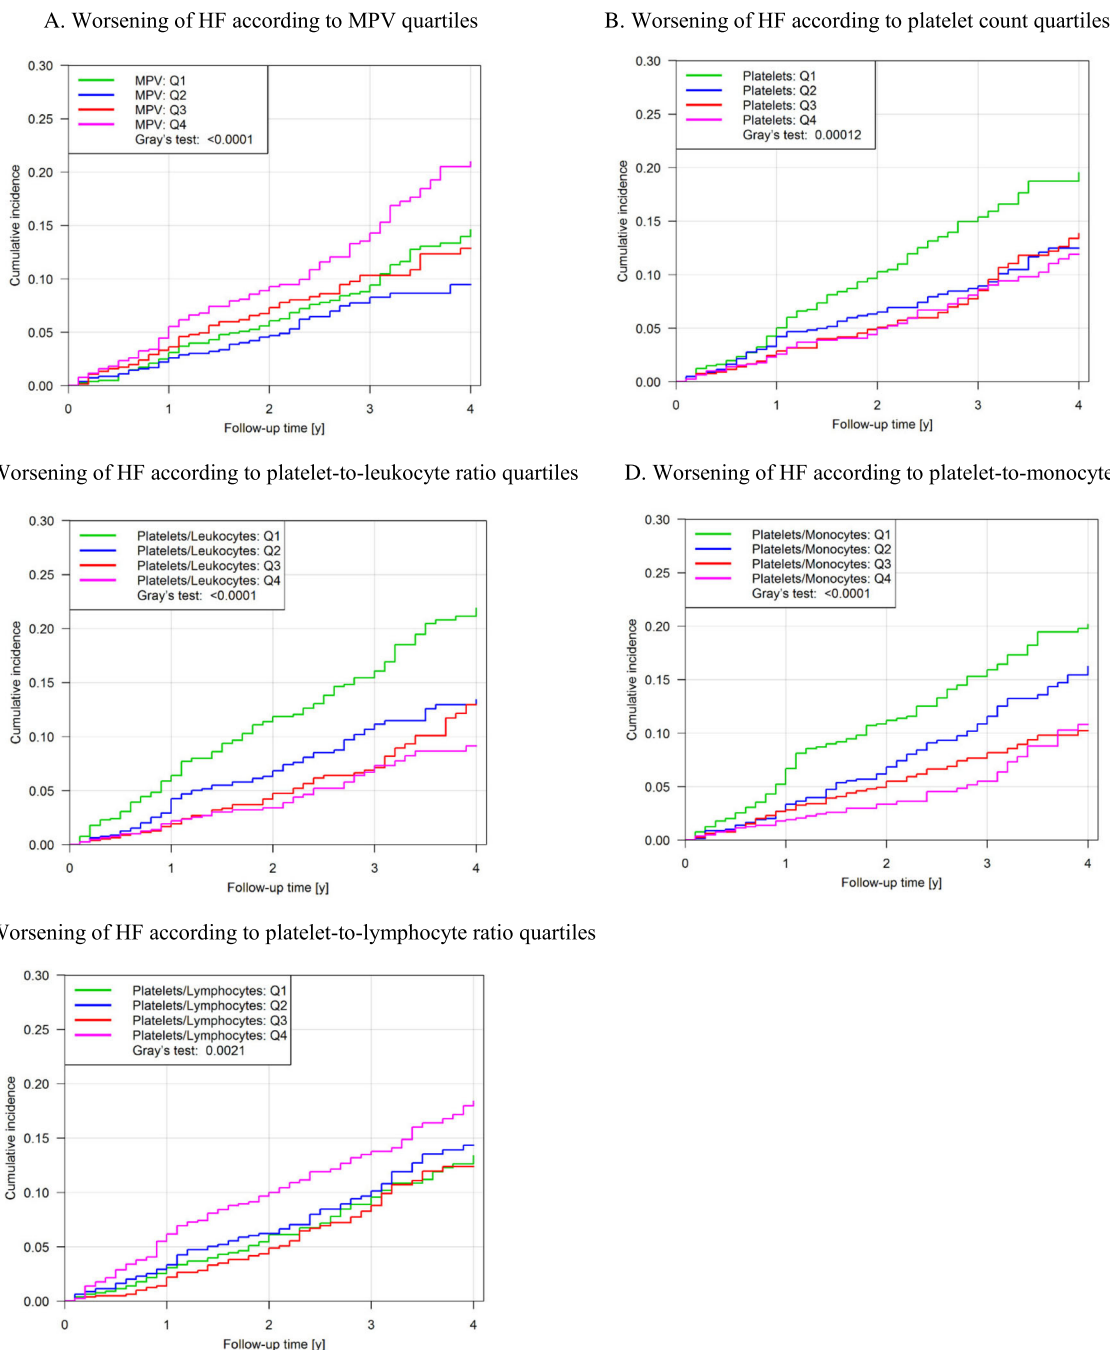 A. Worsening of HF according to MPV quartiles
0.30
0.25
0.20
0.15
0.10
0.05
0.00
Cumulative incidence
MPV: Q1
MPV: Q2
MPV: Q3
MPV: Q4
Gray's test: <0.0001
0 1 2 3 4
Follow-up time [y]
B. Worsening of HF according to platelet count quartiles
0.30
0.25
0.20
0.15
0.10
0.05
0.00
Cumulative incidence
Platelets: Q1
Platelets: Q2
Platelets: Q3
Platelets: Q4
Gray's test: 0.00012
0 1 2 3 4
Follow-up time [y]
Worsening of HF according to platelet-to-leukocyte ratio quartiles
0.30
0.25
0.20
0.15
0.10
0.05
0.00
Cumulative incidence
Platelets/Leukocytes: Q1
Platelets/Leukocytes: Q2
Platelets/Leukocytes: Q3
Platelets/Leukocytes: Q4
Gray's test: <0.0001
0 1 2 3 4
Follow-up time [y]
D. Worsening of HF according to platelet-to-monocyte
0.30
0.25
0.20
0.15
0.10
0.05
0.00
Cumulative incidence
Platelets/Monocytes: Q1
Platelets/Monocytes: Q2
Platelets/Monocytes: Q3
Platelets/Monocytes: Q4
Gray's test: <0.0001
0 1 2 3 4
Follow-up time [y]
Worsening of HF according to platelet-to-lymphocyte ratio quartiles
0.30
0.25
0.20
0.15
0.10
0.05
0.00
Cumulative incidence
Platelets/Lymphocytes: Q1
Platelets/Lymphocytes: Q2
Platelets/Lymphocytes: Q3
Platelets/Lymphocytes: Q4
Gray's test: 0.0021
0 1 2 3 4
Follow-up time [y]